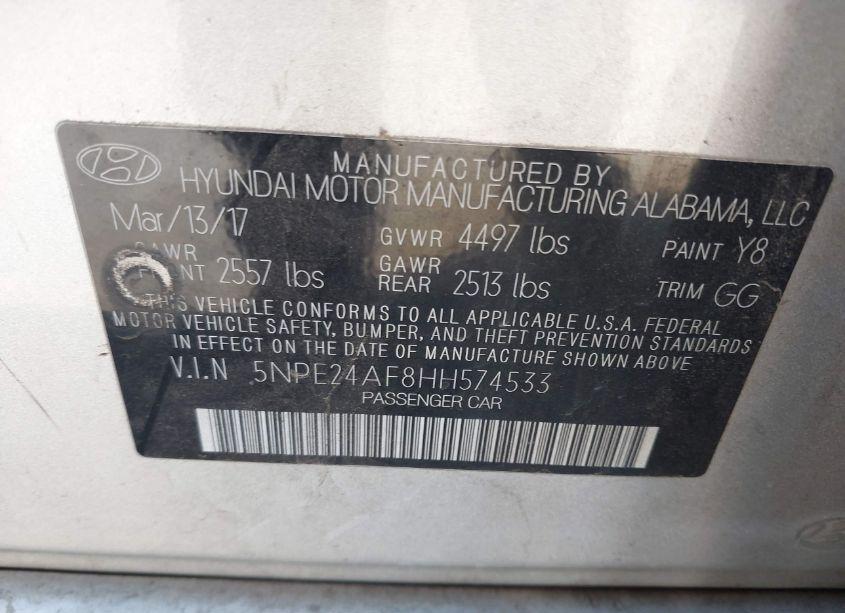 MANUFACTURED BY
HYUNDAI MOTOR MANUFACTURING ALABAMA, LLC
Mar/13/17 GVWR 4497 lbs PAINT Y8
GAWR FRONT 2557 lbs GAWR REAR 2513 lbs TRIM GG
THIS VEHICLE CONFORMS TO ALL APPLICABLE U.S.A. FEDERAL
MOTOR VEHICLE SAFETY, BUMPER, AND THEFT PREVENTION STANDARDS
IN EFFECT ON THE DATE OF MANUFACTURE SHOWN ABOVE.
V.I.N 5NPE24AF8HH574533
PASSENGER CAR